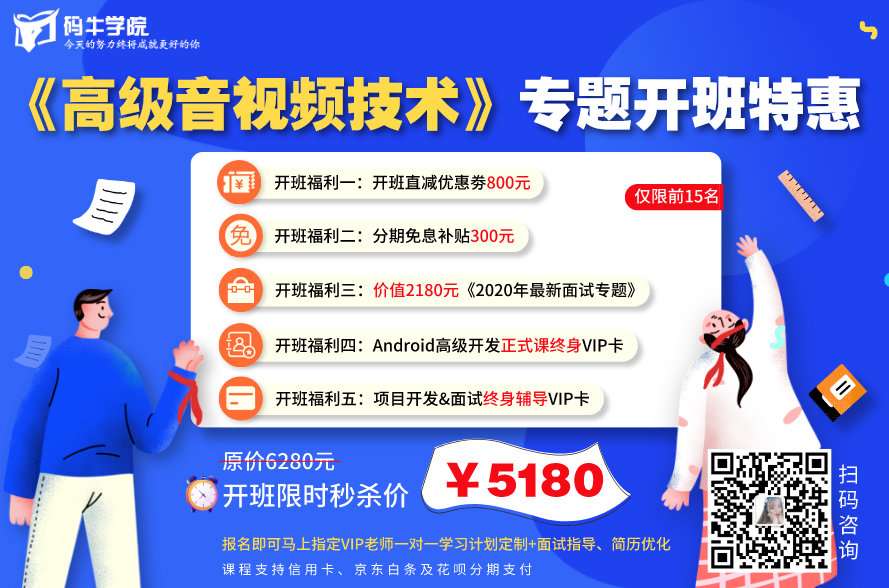 码牛学院
今天的努力终将成就更好的你
《高级音视频技术》专题开班特惠
开班福利一：开班直减优惠劵800元
仅限前15名
免
开班福利二：分期免息补贴300元
开班福利三：价值2180元《2020年最新面试专题》
开班福利四：Android高级开发正式课终身VIP卡
开班福利五：项目开发&面试终身辅导VIP卡
原价6280元
开班限时秒杀价
￥5180
扫码咨询
报名即可马上指定VIP老师一对一学习计划定制+面试指导、简历优化
课程支持信用卡、京东白条及花呗分期支付